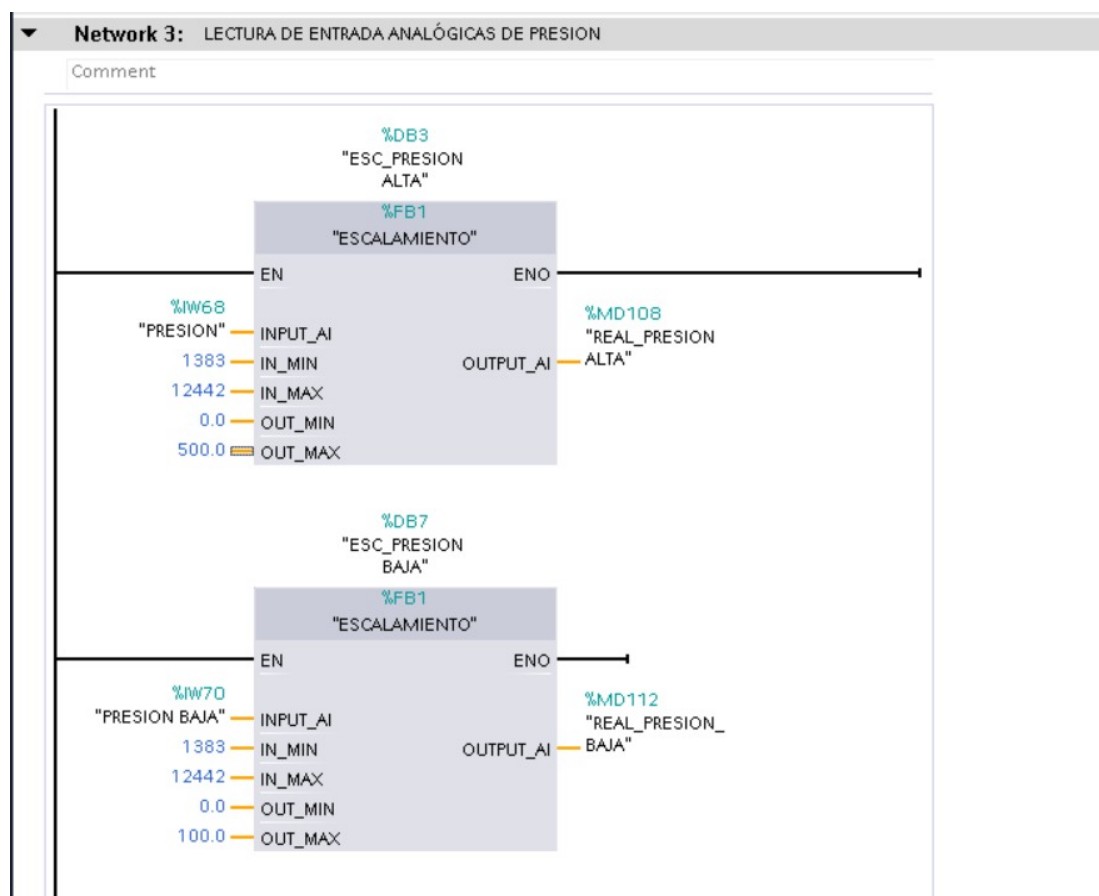 Network 3: LECTURA DE ENTRADA ANALÓGICAS DE PRESION
Comment
%DB3
"ESC_PRESION
ALTA"
%FB1
"ESCALAMIENTO"
EN ENO
%IW68
"PRESION" INPUT_AI
%MD108
"REAL_PRESION
ALTA"
1383 IN_MIN OUTPUT_AI
12442 IN_MAX
0.0 OUT_MIN
500.0 OUT_MAX
%DB7
"ESC_PRESION
BAJA"
%FB1
"ESCALAMIENTO"
EN ENO
%IW70
"PRESION BAJA" INPUT_AI
%MD112
"REAL_PRESION_
BAJA"
1383 IN_MIN OUTPUT_AI
12442 IN_MAX
0.0 OUT_MIN
100.0 OUT_MAX